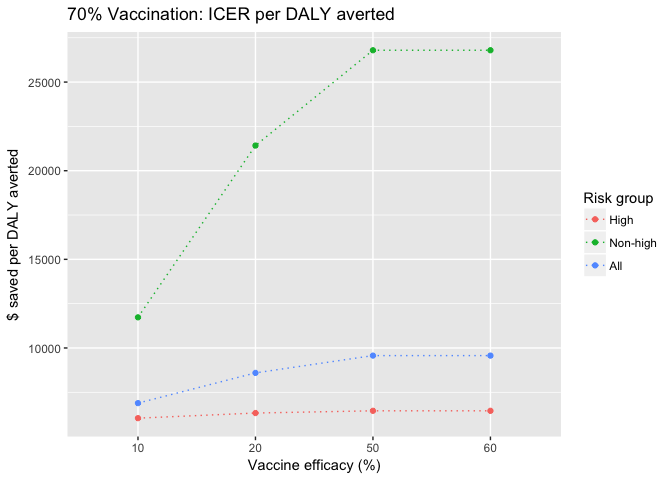 70% Vaccination: ICER per DALY averted
$ saved per DALY averted
25000
20000
15000
10000
10 20 50 60
Vaccine efficacy (%)
Risk group
High
Non-high
All